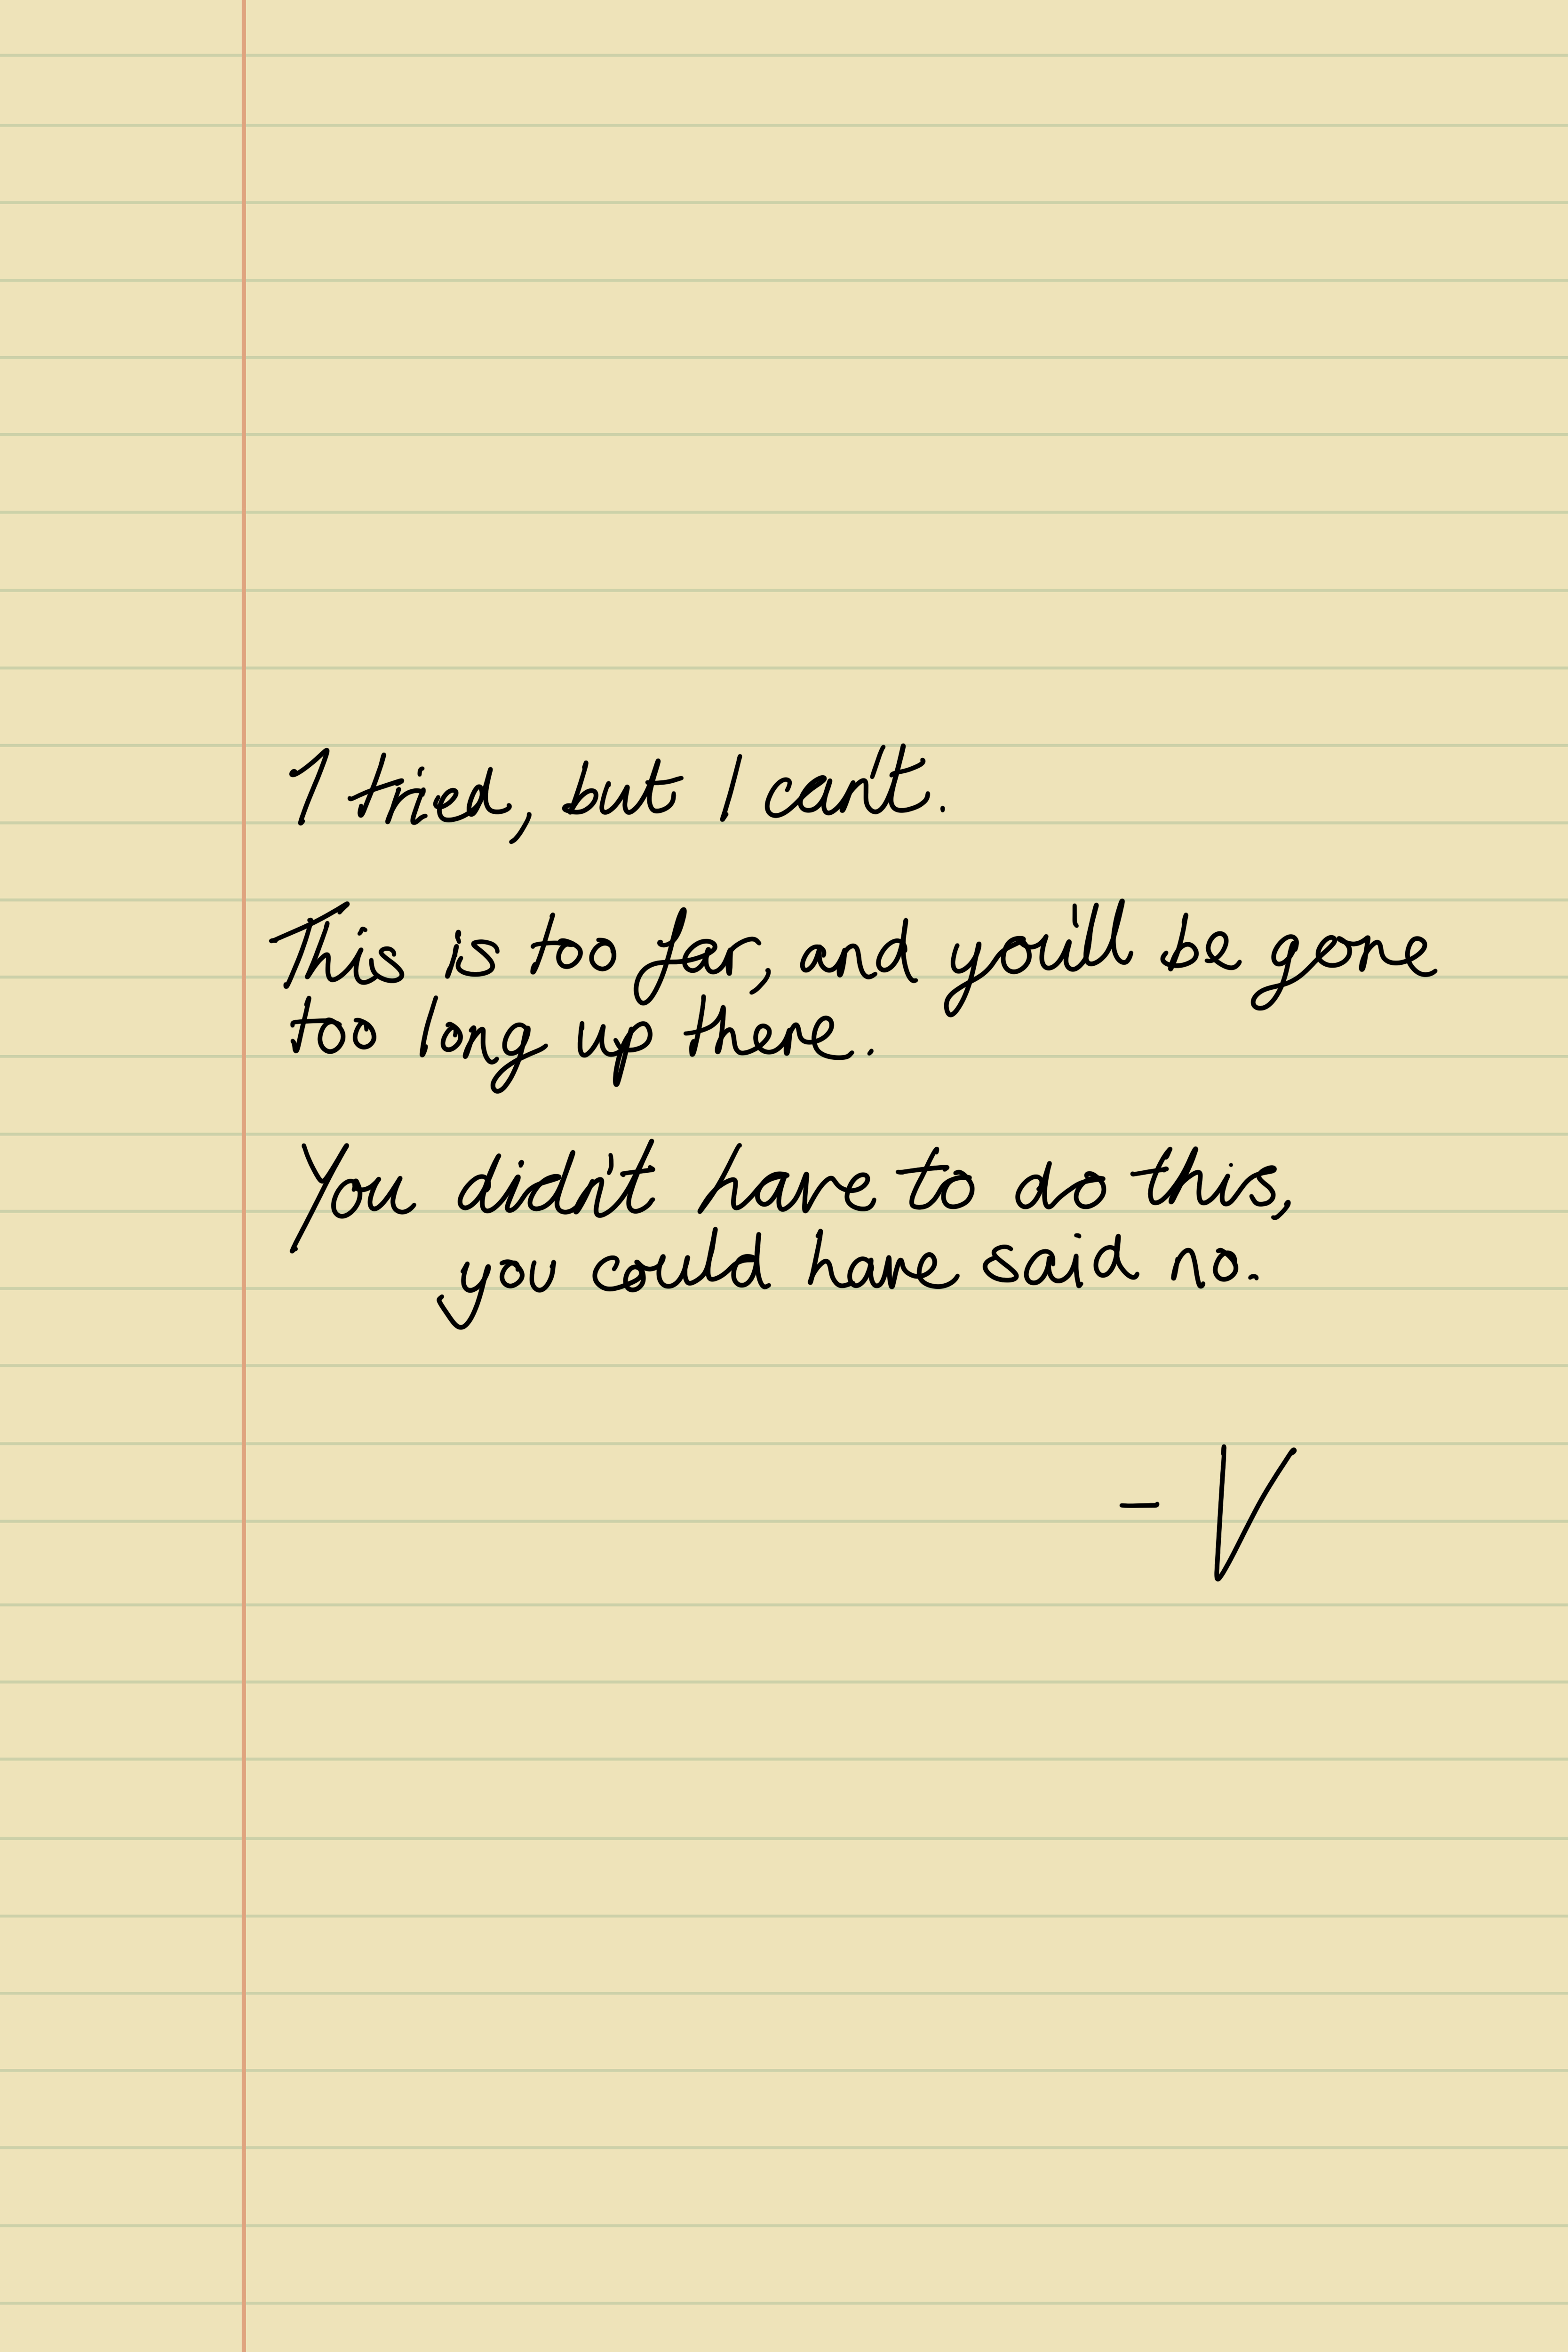 I tried, but I can't.
This is too far, and you'll be gone
too long up there.
You didn't have to do this,
you could have said no.
- V